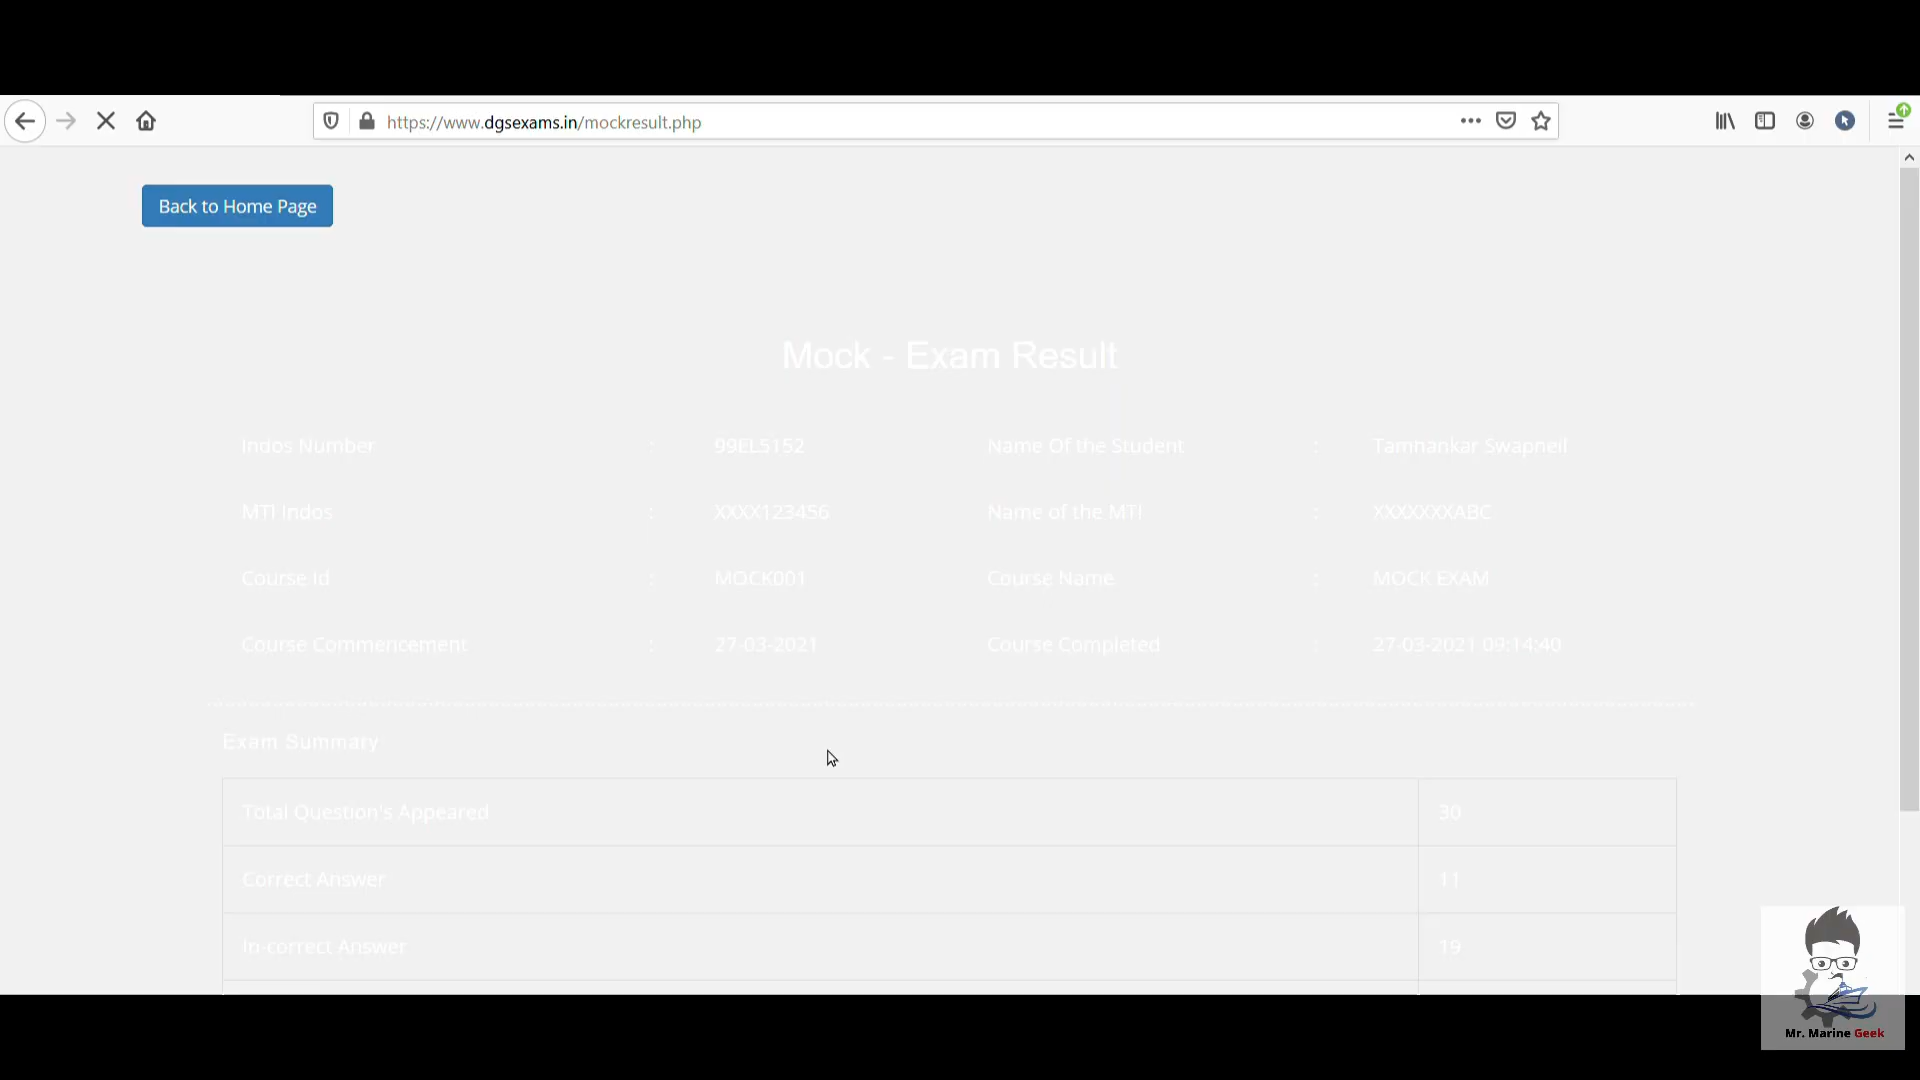 https://www.dgsexams.in/mockresult.php
Back to Home Page
Mock - Exam Result
Indos Number : 99EL5152 Name Of the Student : Tamhankar Swapneil
MTI Indos : XXXX123456 Name of the MTI : XXXXXXXABC
Course Id : MOCK001 Course Name : MOCK EXAM
Course Commencement : 27-03-2021 Course Completed : 27-03-2021 09:14:40
Exam Summary
Total Question's Appeared 30
Correct Answer 11
In-correct Answer 19
Mr. Marine Geek